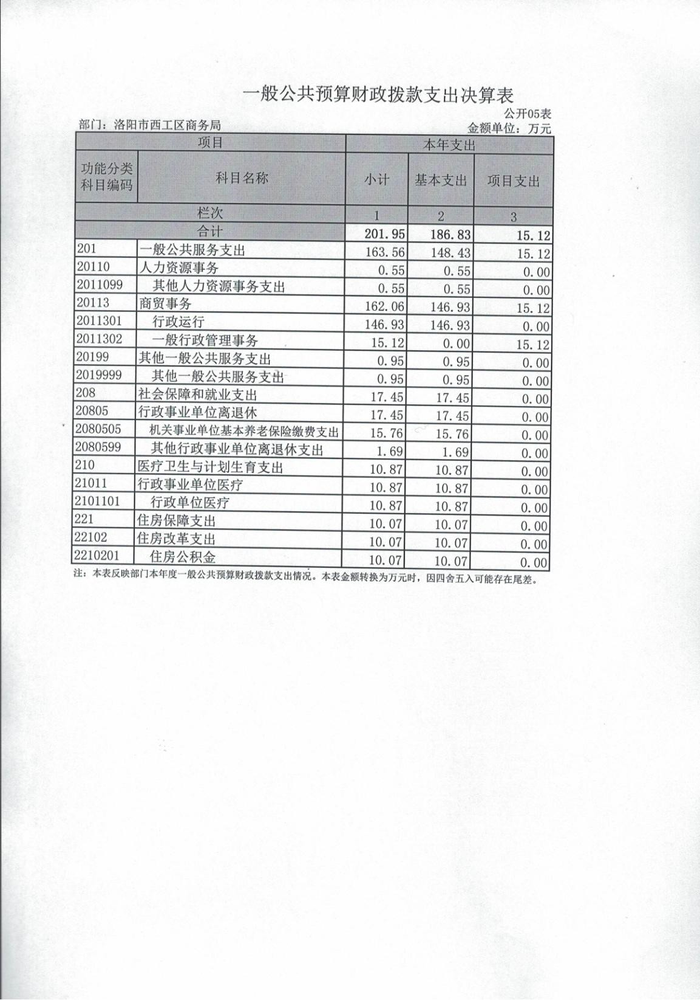 一般公共预算财政拨款支出决算表
公开05表
部门：洛阳市西工区商务局 金额单位：万元
项目 本年支出
功能分类科目编码 科目名称 小计 基本支出 项目支出
栏次 1 2 3
合计 201.95 186.83 15.12
201 一般公共服务支出 163.56 148.43 15.12
20110 人力资源事务 0.55 0.55 0.00
2011099 其他人力资源事务支出 0.55 0.55 0.00
20113 商贸事务 162.06 146.93 15.12
2011301 行政运行 146.93 146.93 0.00
2011302 一般行政管理事务 15.12 0.00 15.12
20199 其他一般公共服务支出 0.95 0.95 0.00
2019999 其他一般公共服务支出 0.95 0.95 0.00
208 社会保障和就业支出 17.45 17.45 0.00
20805 行政事业单位离退休 17.45 17.45 0.00
2080505 机关事业单位基本养老保险缴费支出 15.76 15.76 0.00
2080599 其他行政事业单位离退休支出 1.69 1.69 0.00
210 医疗卫生与计划生育支出 10.87 10.87 0.00
21011 行政事业单位医疗 10.87 10.87 0.00
2101101 行政单位医疗 10.87 10.87 0.00
221 住房保障支出 10.07 10.07 0.00
22102 住房改革支出 10.07 10.07 0.00
2210201 住房公积金 10.07 10.07 0.00
注：本表反映部门本年度一般公共预算财政拨款支出情况。本表金额转换为万元时，因四舍五入可能存在尾差。